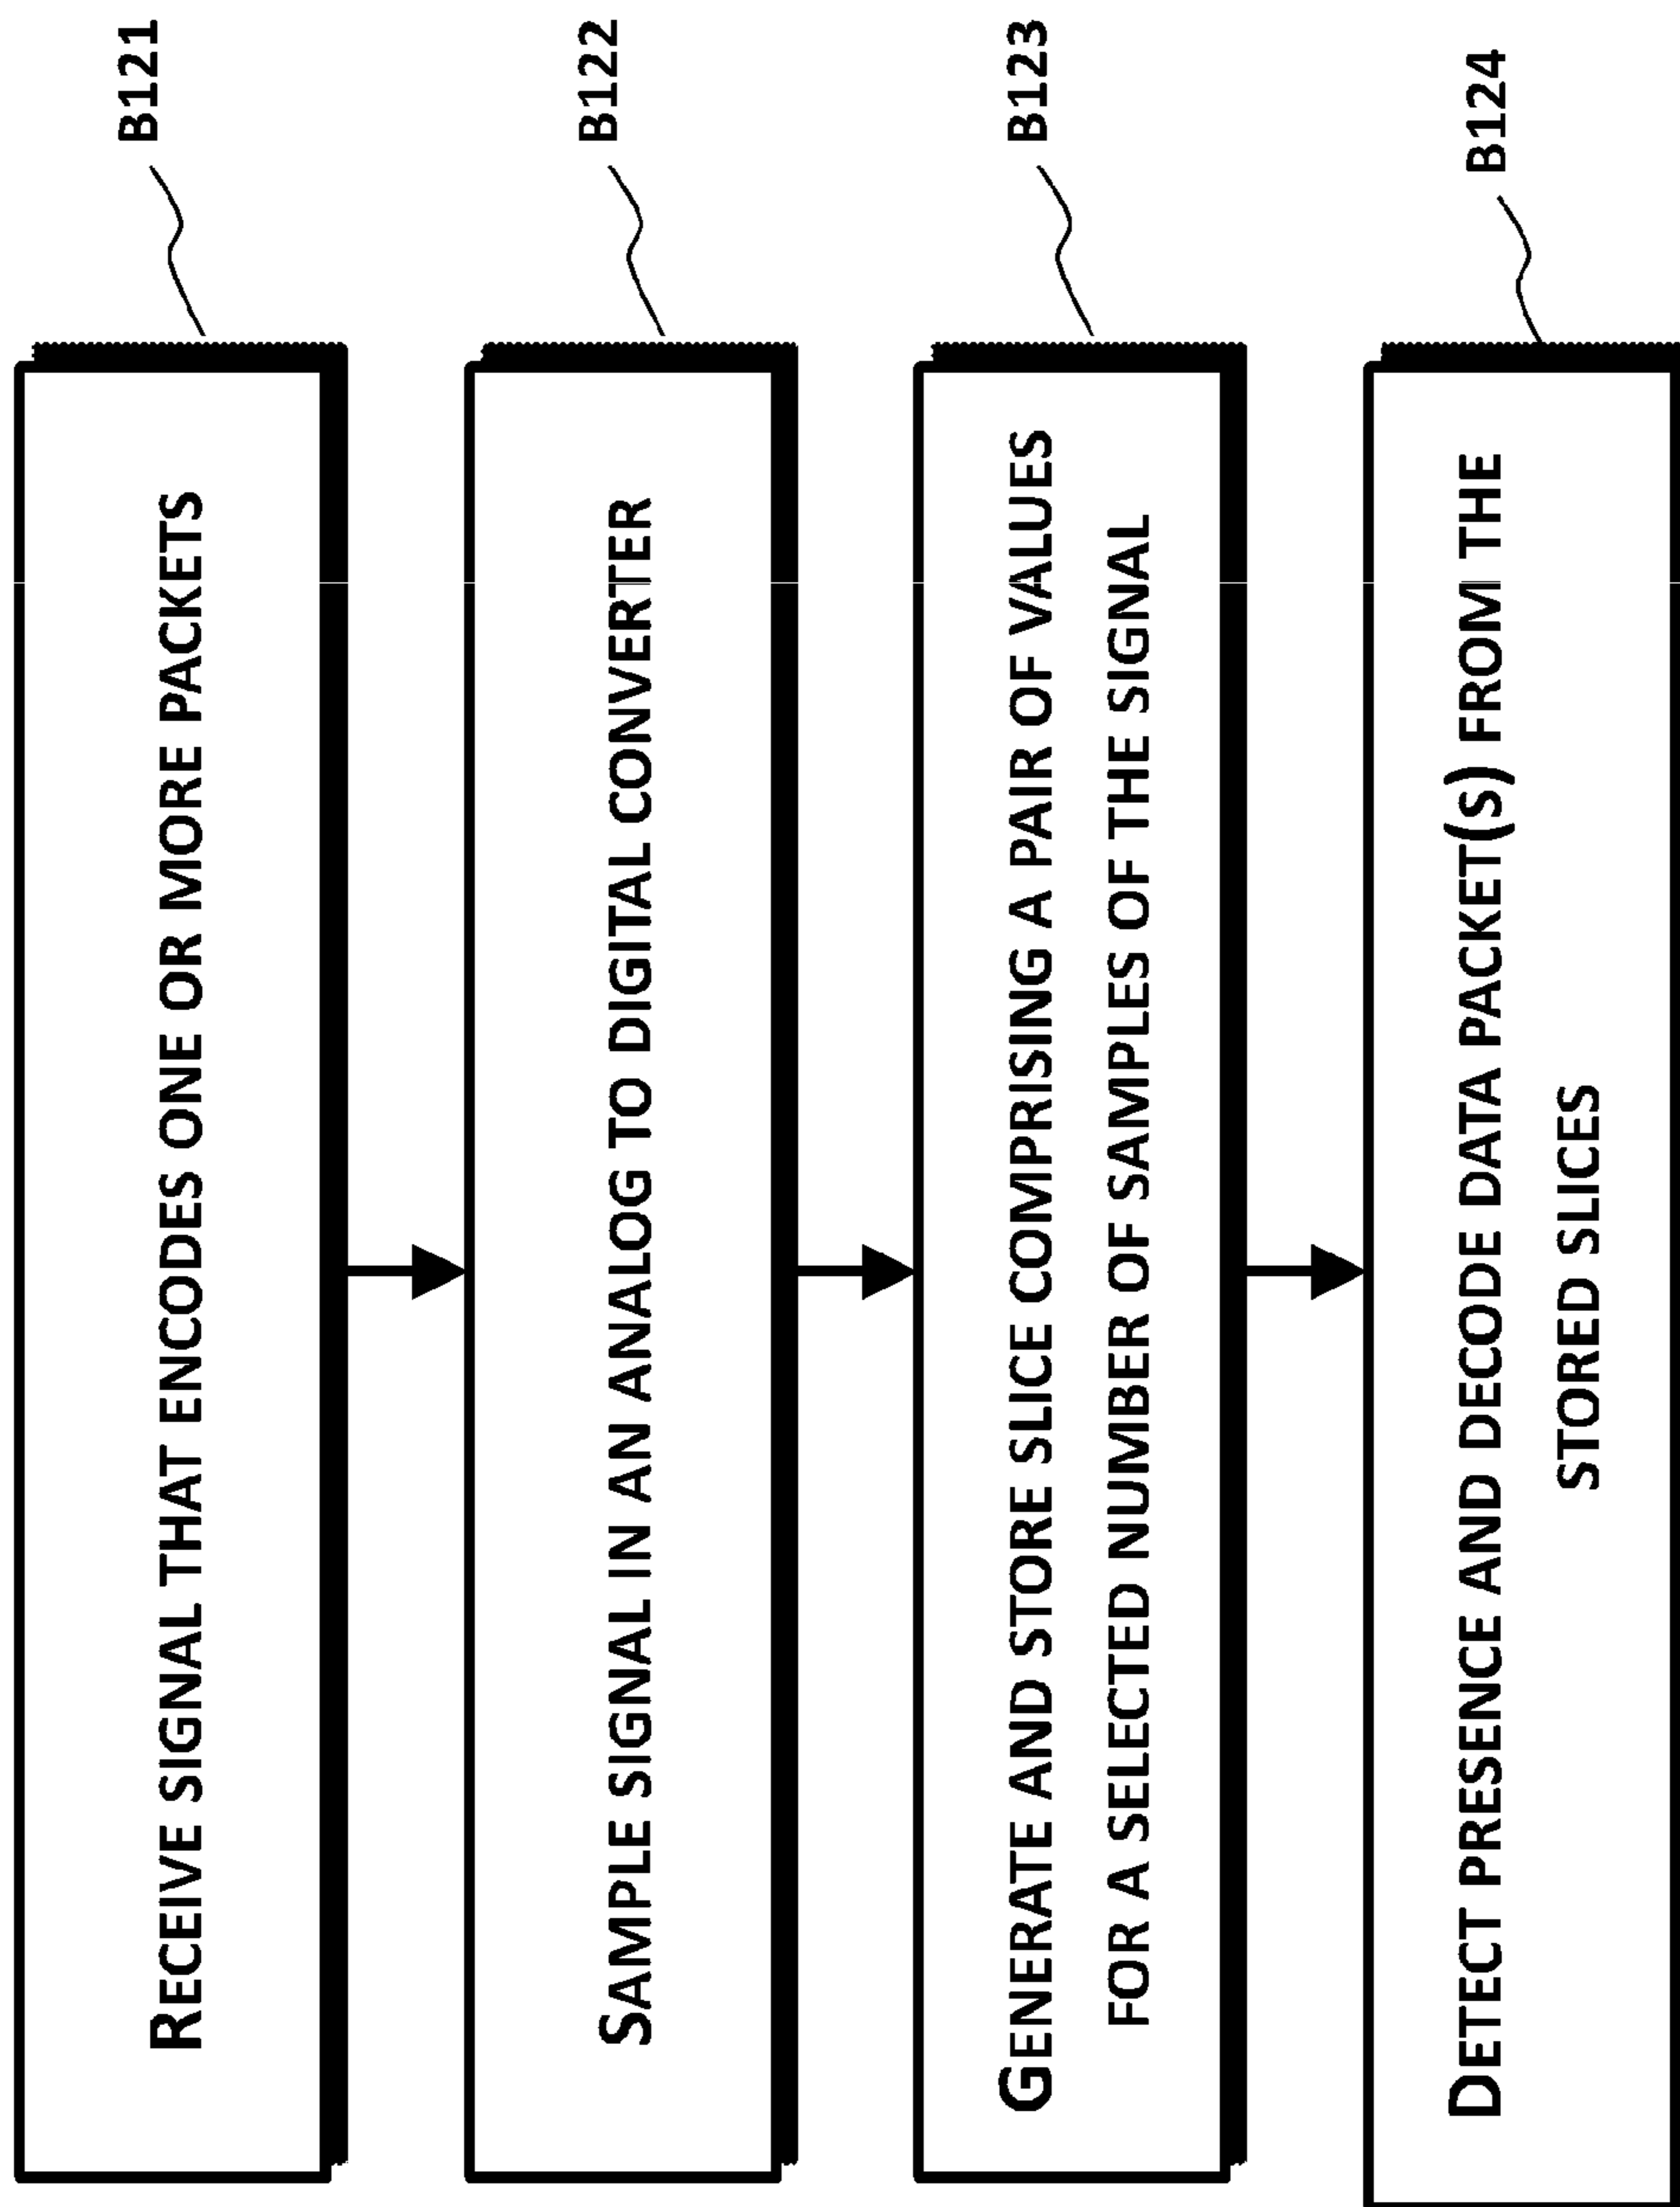 RECEIVE SIGNAL THAT ENCODES ONE OR MORE PACKETS
B121
SAMPLE SIGNAL IN AN ANALOG TO DIGITAL CONVERTER
B122
GENERATE AND STORE SLICE COMPRISING A PAIR OF VALUES
FOR A SELECTED NUMBER OF SAMPLES OF THE SIGNAL
B123
DETECT PRESENCE AND DECODE DATA PACKET(S) FROM THE
STORED SLICES
B124